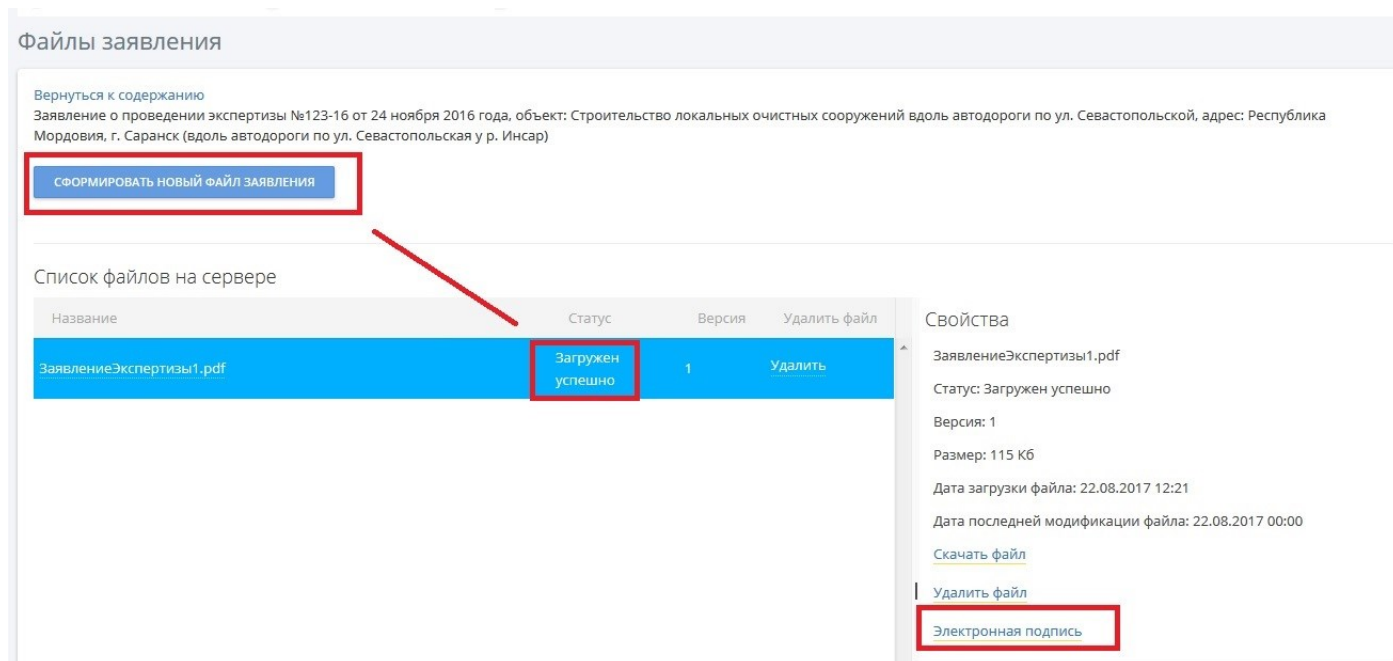 Файлы заявления
Вернуться к содержанию
Заявление о проведении экспертизы №123-16 от 24 ноября 2016 года, объект: Строительство локальных очистных сооружений вдоль автодороги по ул. Севастопольской, адрес: Республика
Мордовия, г. Саранск (вдоль автодороги по ул. Севастопольская у р. Инсар)
СФОРМИРОВАТЬ НОВЫЙ ФАЙЛ ЗАЯВЛЕНИЯ
Список файлов на сервере
Название Статус Версия Удалить файл
ЗаявлениеЭкспертизы1.pdf Загружен успешно 1 Удалить
Свойства
ЗаявлениеЭкспертизы1.pdf
Статус: Загружен успешно
Версия: 1
Размер: 115 Кб
Дата загрузки файла: 22.08.2017 12:21
Дата последней модификации файла: 22.08.2017 00:00
Скачать файл
Удалить файл
Электронная подпись